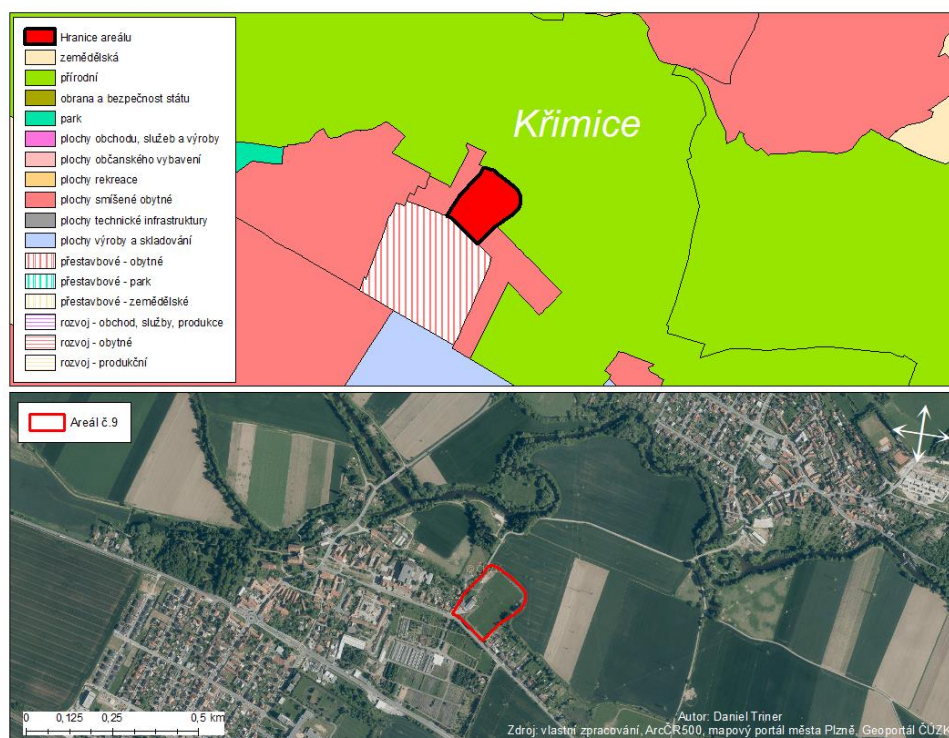 Hranice areálu
zemědělská
přírodní
obrana a bezpečnost státu
park
plochy obchodu, služeb a výroby
plochy občanského vybavení
plochy rekreace
plochy smíšené obytné
plochy technické infrastruktury
plochy výroby a skladování
přestavbové - obytné
přestavbové - park
přestavbové - zemědělské
rozvoj - obchod, služby, produkce
rozvoj - obytné
rozvoj - produkční
Křimice
Areál č.9
0 0,125 0,25 0,5 km
Autor: Daniel Triner
Zdroj: vlastní zpracování, ArcČR500, mapový portál města Plzně, Geoportál ČÚZK